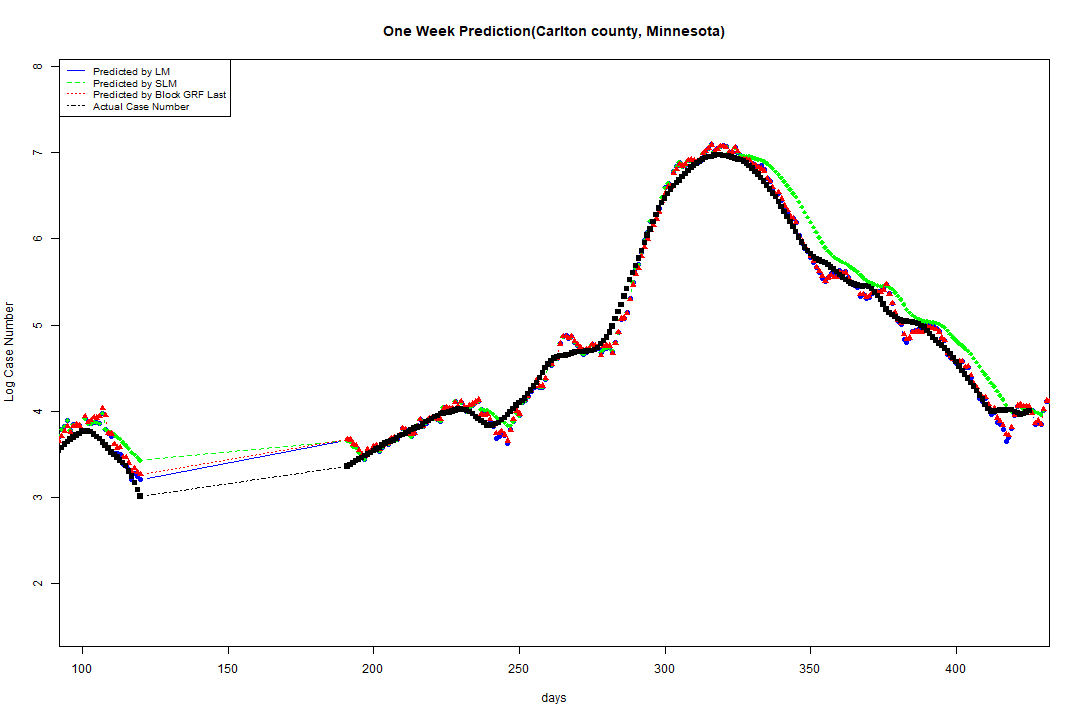 One Week Prediction(Carlton county, Minnesota)
Predicted by LM
Predicted by SLM
Predicted by Block GRF Last
Actual Case Number
8
7
6
5
4
3
2
Log Case Number
100 150 200 250 300 350 400
days